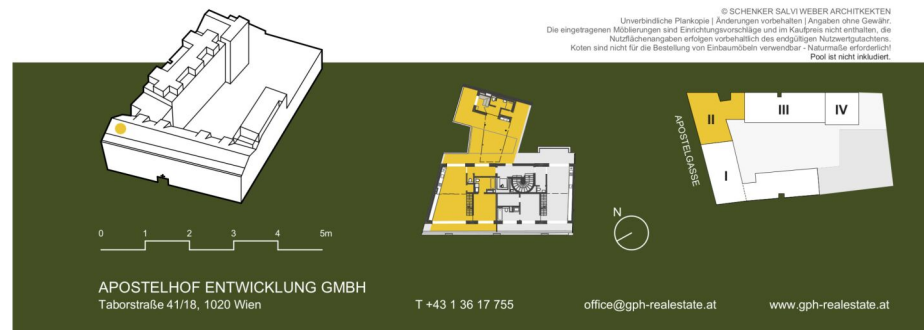 © SCHENKER SALVI WEBER ARCHITKEKTEN
Unverbindliche Plankopie | Änderungen vorbehalten | Angaben ohne Gewähr.
Die eingetragenen Möblierungen sind Einrichtungsvorschläge und im Kaufpreis nicht enthalten, die
Nutzflächenangaben erfolgen vorbehaltlich des endgültigen Nutzwertgutachtens.
Koten sind nicht für die Bestellung von Einbaumöbeln verwendbar - Naturmaße erforderlich!
Pool ist nicht inkludiert.
II
III
IV
APOSTELGASSE
I
N
0 1 2 3 4 5m
APOSTELHOF ENTWICKLUNG GMBH
Taborstraße 41/18, 1020 Wien
T +43 1 36 17 755
office@gph-realestate.at
www.gph-realestate.at